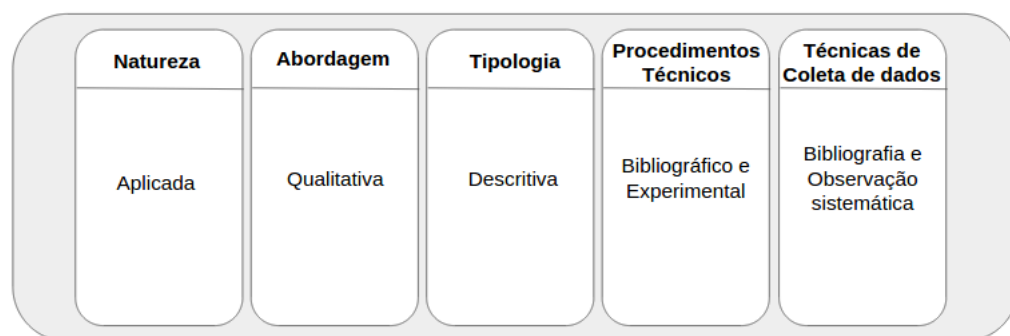 Natureza
Aplicada
Abordagem
Qualitativa
Tipologia
Descritiva
Procedimentos
Técnicos
Bibliográfico e
Experimental
Técnicas de
Coleta de dados
Bibliografia e
Observação
sistemática